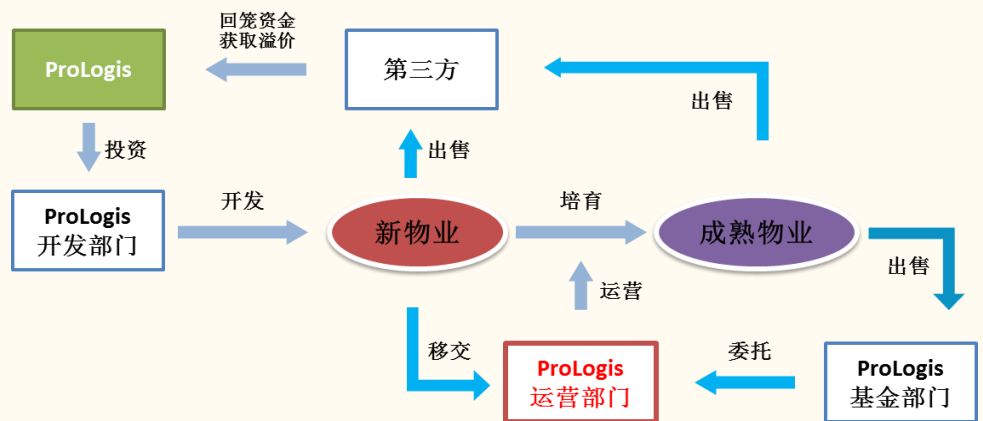 回笼资金
获取溢价
ProLogis
第三方
出售
投资
出售
ProLogis
开发部门
开发
新物业
培育
成熟物业
出售
运营
移交
ProLogis
运营部门
委托
ProLogis
基金部门